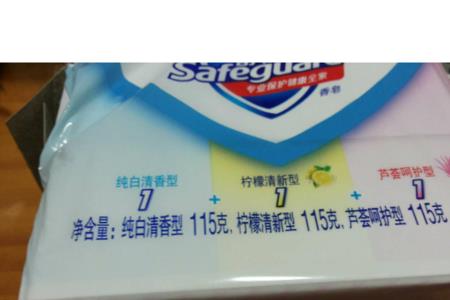 Safeguard
专业保护健康全家
香皂
纯白清香型 + 柠檬清新型 + 芦荟呵护型
1 1 1
净含量：纯白清香型 115克, 柠檬清新型 115克, 芦荟呵护型 115克